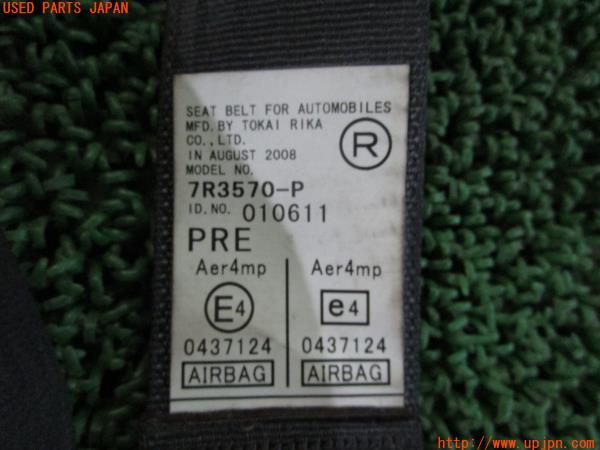 USED PARTS JAPAN
SEAT BELT FOR AUTOMOBILES
MFD. BY TOKAI RIKA
CO., LTD.
IN AUGUST 2008
MODEL NO.
R
7R3570-P
ID. NO. 010611
PRE
Aer4mp Aer4mp
E4 e4
0437124 0437124
AIRBAG AIRBAG
http://www.upjpn.com/